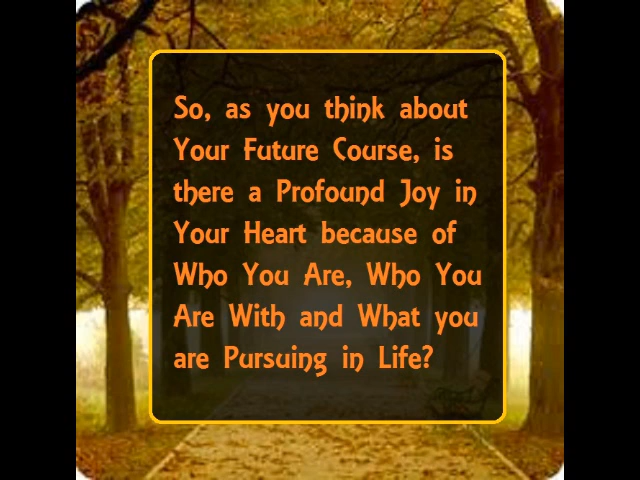 So, as you think about
Your Future Course, is
there a Profound Joy in
Your Heart because of
Who You Are, Who You
Are With and What you
are Pursuing in Life?